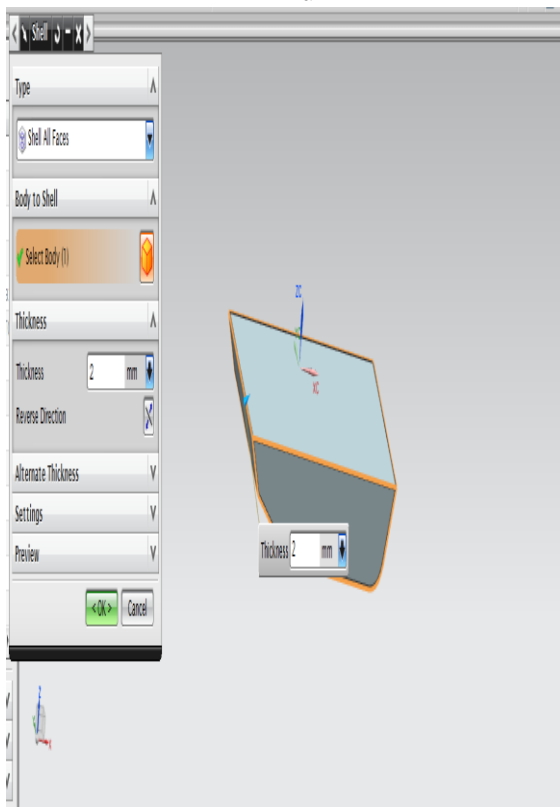 Shell
Type
Shell All Faces
Body to Shell
Select Body (1)
Thickness
Thickness 2 mm
Reverse Direction
Alternate Thickness
Settings
Preview
<OK> Cancel
ZC
XC
Thickness 2 mm
Z
X